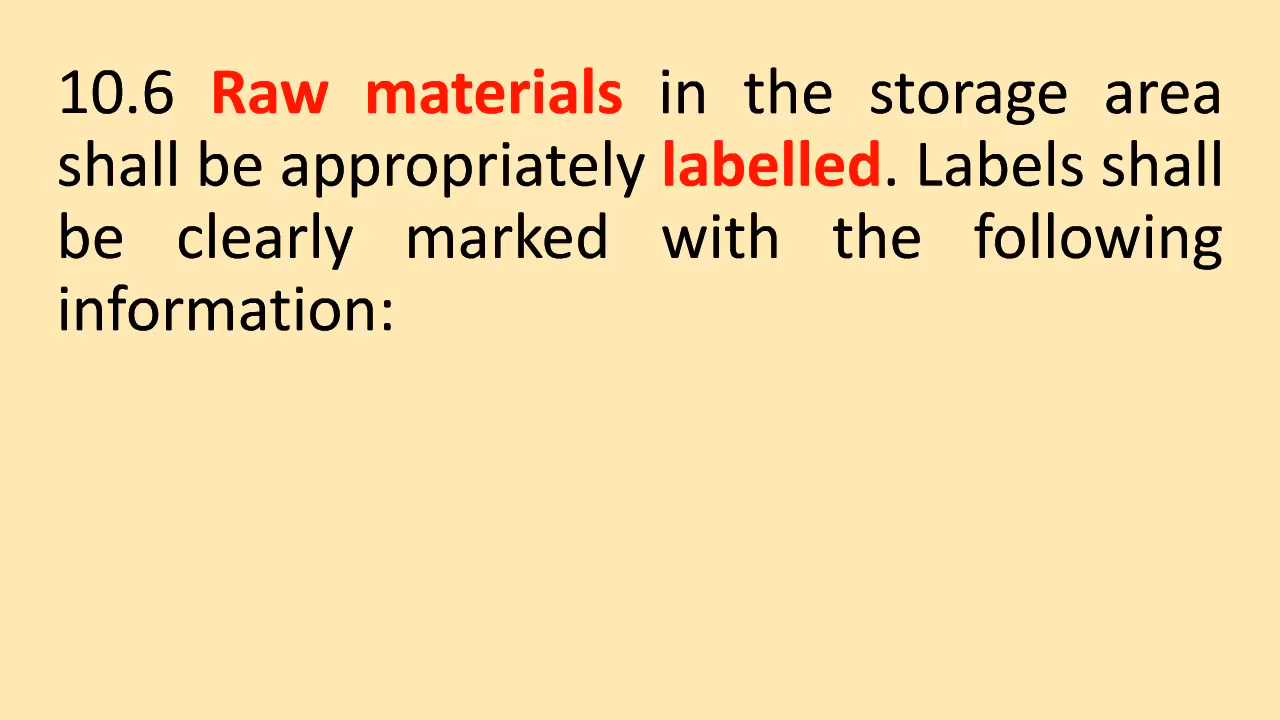 10.6 Raw materials in the storage area
shall be appropriately labelled. Labels shall
be clearly marked with the following
information: